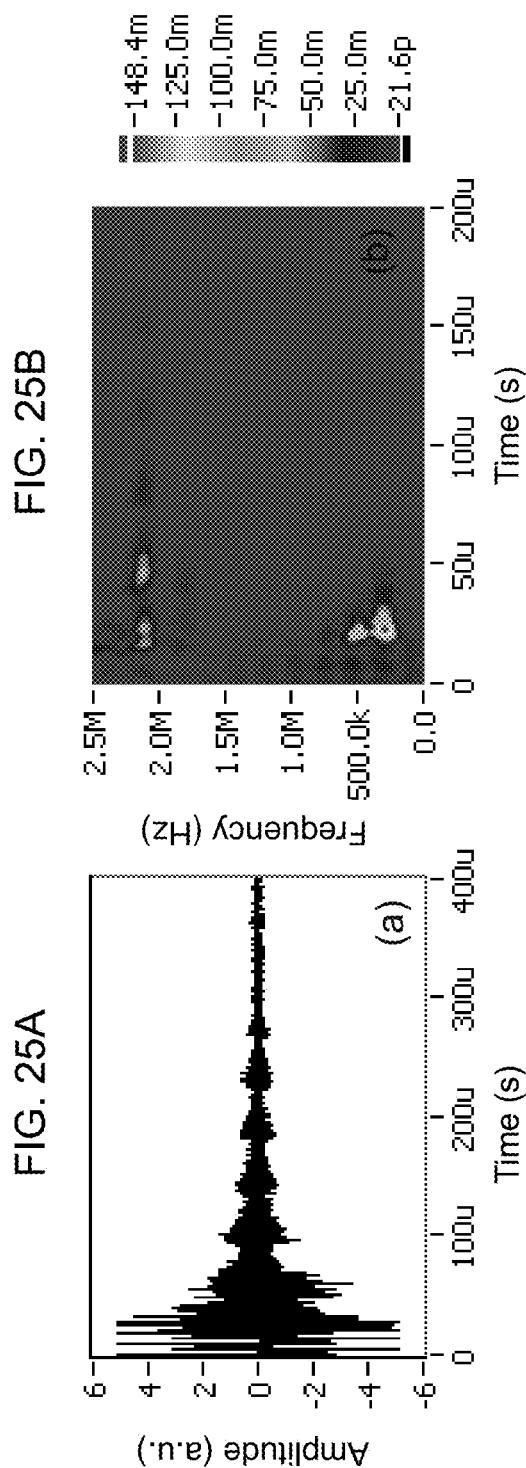 FIG. 25A
6
4
2
0
-2
-4
-6
Amplitude (a.u.)
(a)
0
100u
200u
300u
400u
Time (s)
FIG. 25B
2.5M
2.0M
1.5M
1.0M
500.0k
0.0
Frequency (Hz)
(b)
0
50u
100u
150u
200u
Time (s)
-148.4m
-125.0m
-100.0m
-75.0m
-50.0m
-25.0m
-21.6p